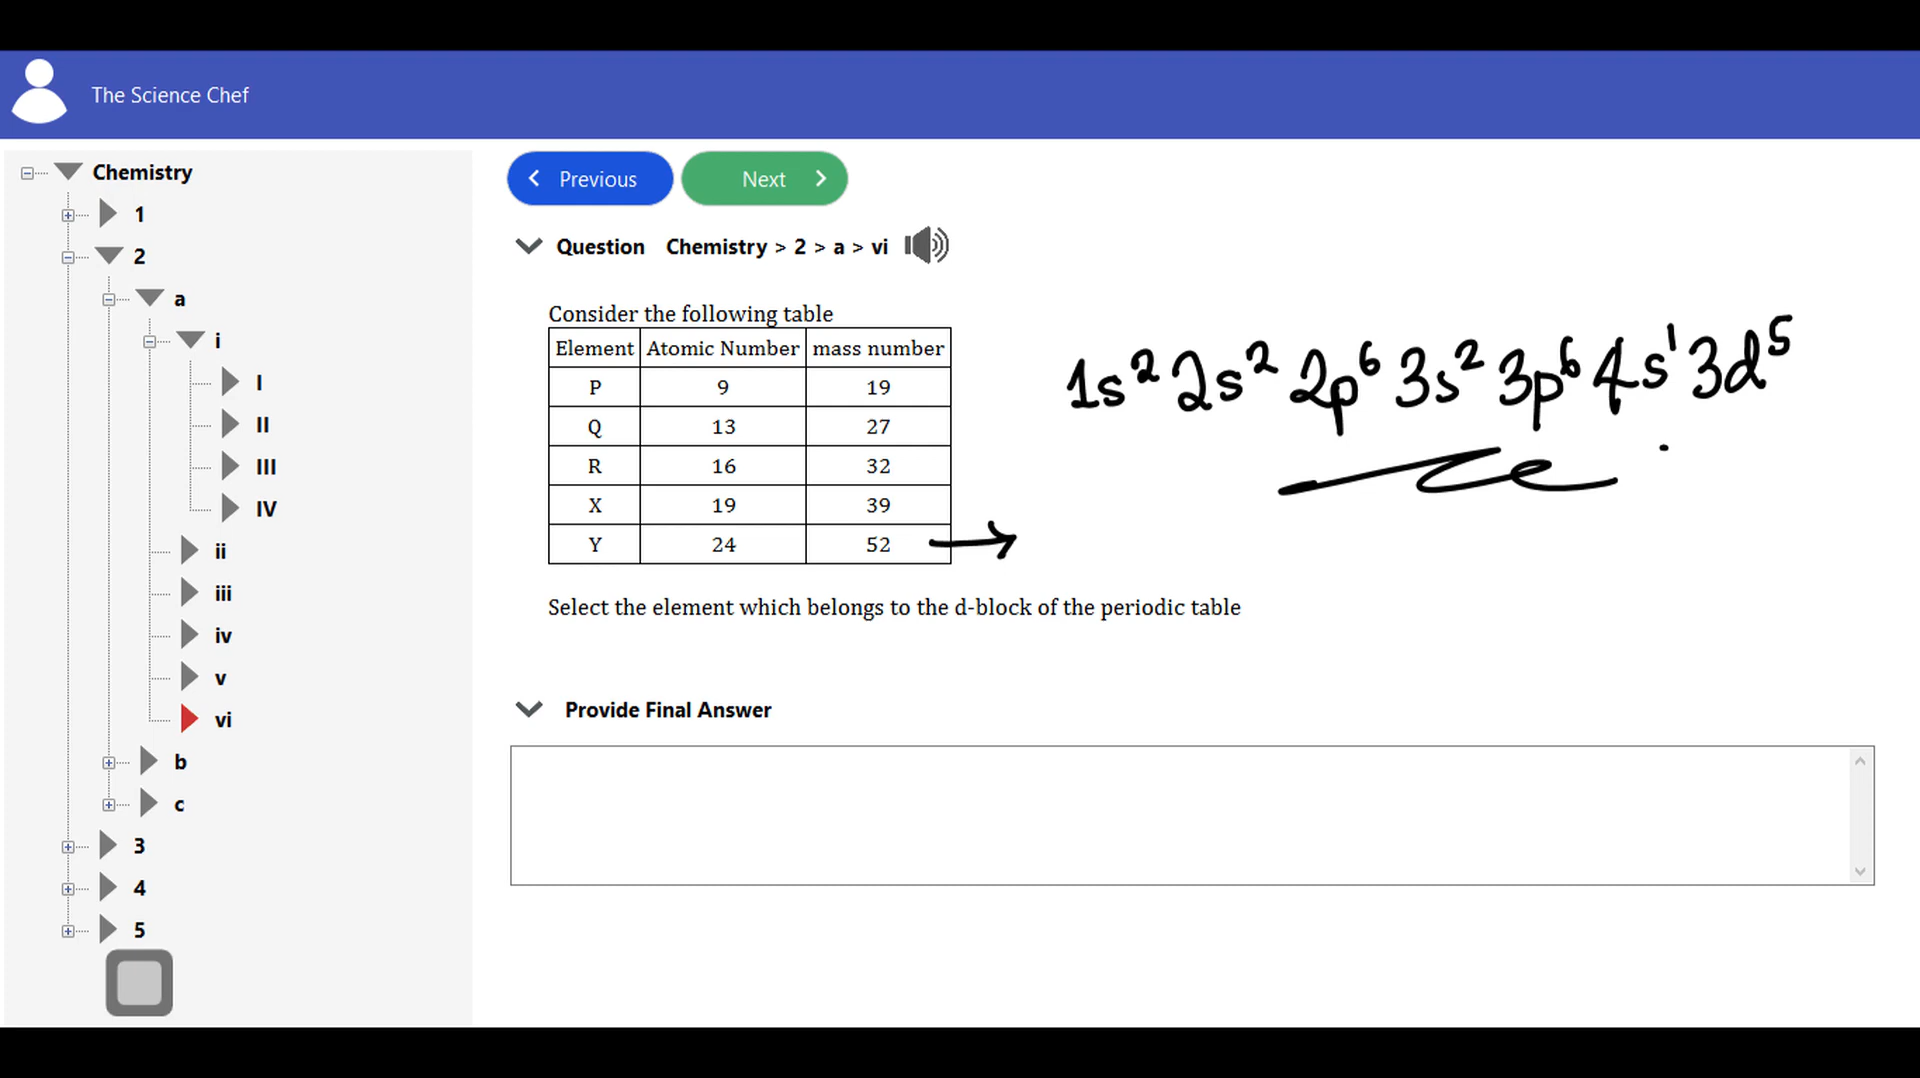 The Science Chef
Chemistry
1
2
a
i
I
II
III
IV
ii
iii
iv
v
vi
b
c
3
4
5
Previous Next
Question Chemistry > 2 > a > vi
Consider the following table
Element Atomic Number mass number
P 9 19
Q 13 27
R 16 32
X 19 39
Y 24 52
1s² 2s² 2p⁶ 3s² 3p⁶ 4s¹ 3d⁵
Select the element which belongs to the d-block of the periodic table
Provide Final Answer